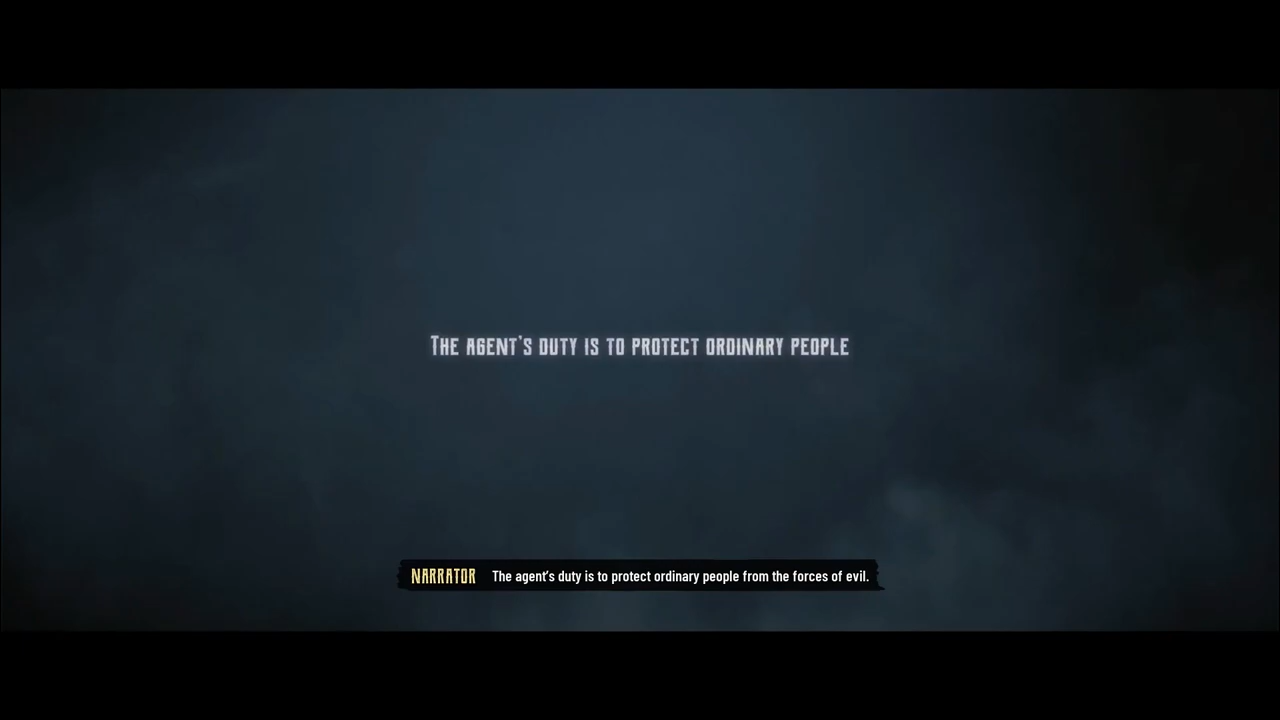 THE AGENT'S DUTY IS TO PROTECT ORDINARY PEOPLE
NARRATOR The agent's duty is to protect ordinary people from the forces of evil.